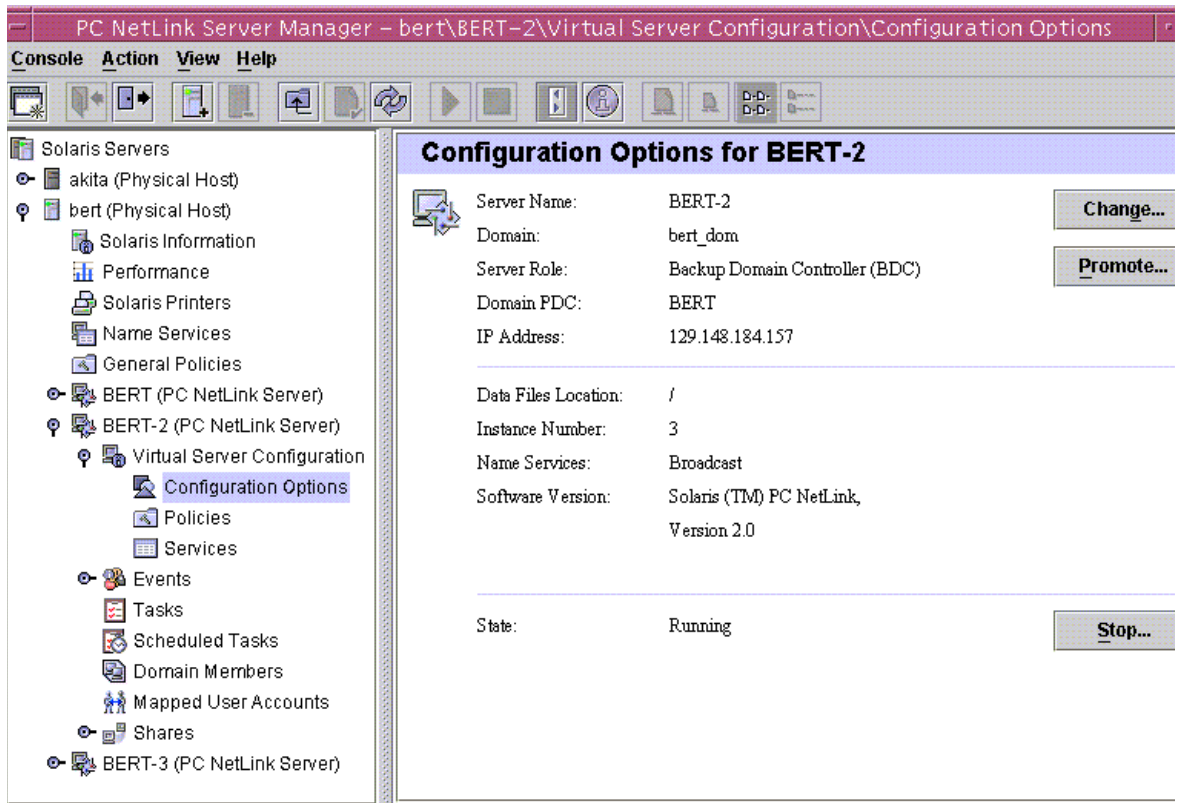 PC NetLink Server Manager – bert\BERT–2\Virtual Server Configuration\Configuration Options
Console Action View Help
Solaris Servers
akita (Physical Host)
bert (Physical Host)
Solaris Information
Performance
Solaris Printers
Name Services
General Policies
BERT (PC NetLink Server)
BERT-2 (PC NetLink Server)
Virtual Server Configuration
Configuration Options
Policies
Services
Events
Tasks
Scheduled Tasks
Domain Members
Mapped User Accounts
Shares
BERT-3 (PC NetLink Server)
Configuration Options for BERT-2
Server Name: BERT-2
Change...
Domain: bert_dom
Server Role: Backup Domain Controller (BDC)
Promote...
Domain PDC: BERT
IP Address: 129.148.184.157
Data Files Location: /
Instance Number: 3
Name Services: Broadcast
Software Version: Solaris (TM) PC NetLink,
Version 2.0
State: Running
Stop...